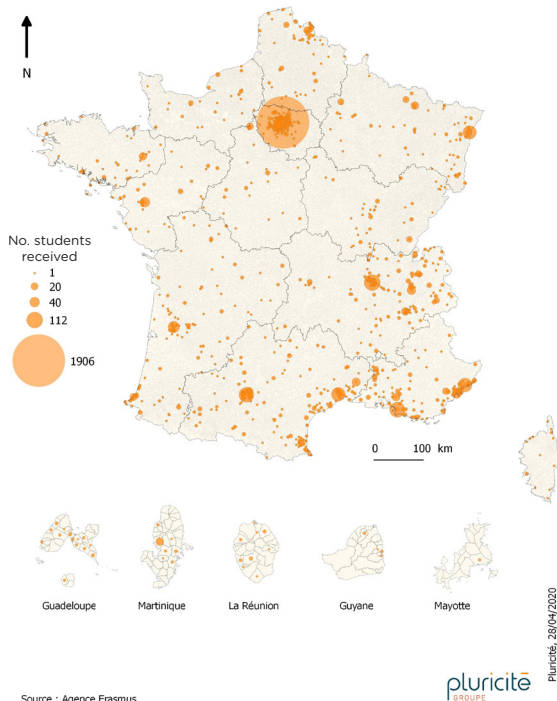 N
No. students
received
1
20
40
112
1906
0 100 km
Guadeloupe
Martinique
La Réunion
Guyane
Mayotte
Pluricité, 28/04/2020
pluricité
GROUPE
Source : Agence Erasmus